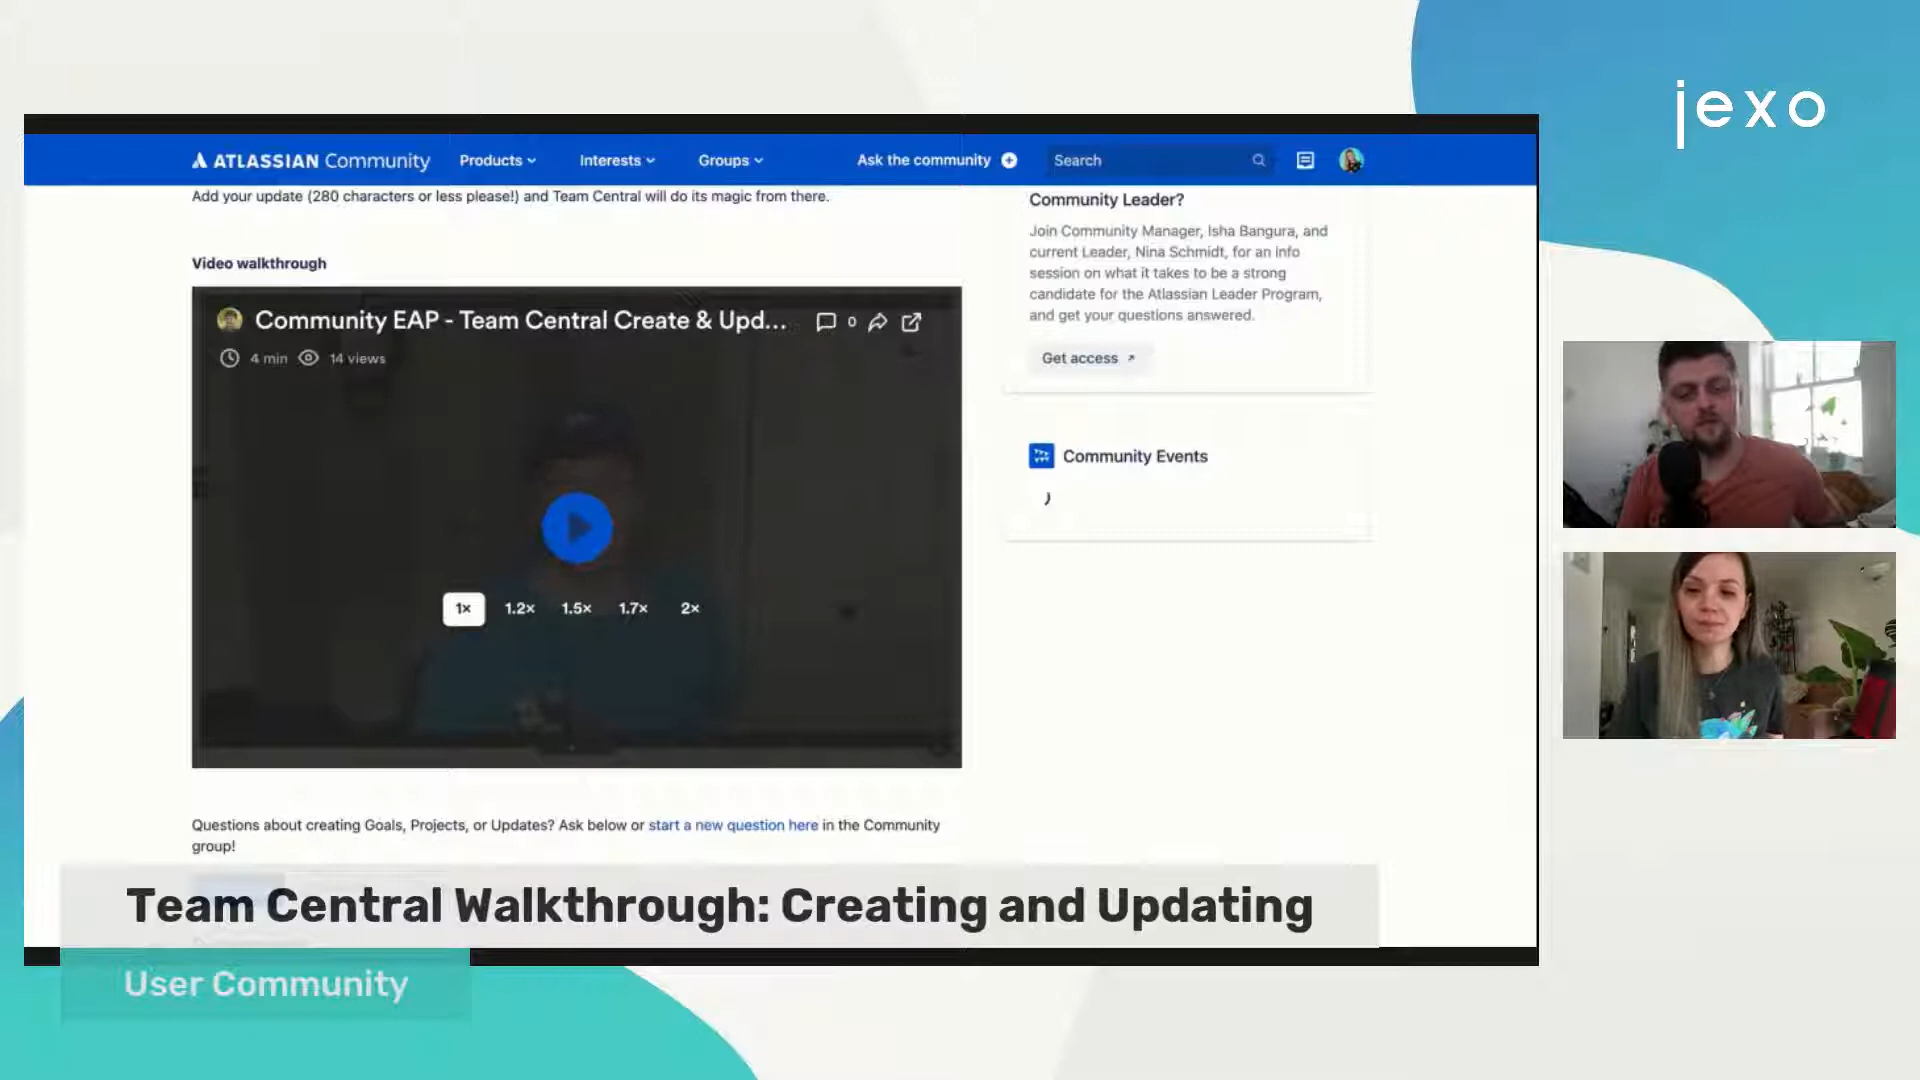 jexo
ATLASSIAN Community
Products
Interests
Groups
Ask the community
Search
Add your update (280 characters or less please!) and Team Central will do its magic from there.
Video walkthrough
Community EAP - Team Central Create & Upd...
0
4 min
14 views
1×
1.2×
1.5×
1.7×
2×
Questions about creating Goals, Projects, or Updates? Ask below or start a new question here in the Community
group!
Community Leader?
Join Community Manager, Isha Bangura, and
current Leader, Nina Schmidt, for an info
session on what it takes to be a strong
candidate for the Atlassian Leader Program,
and get your questions answered.
Get access
Community Events
Team Central Walkthrough: Creating and Updating
User Community